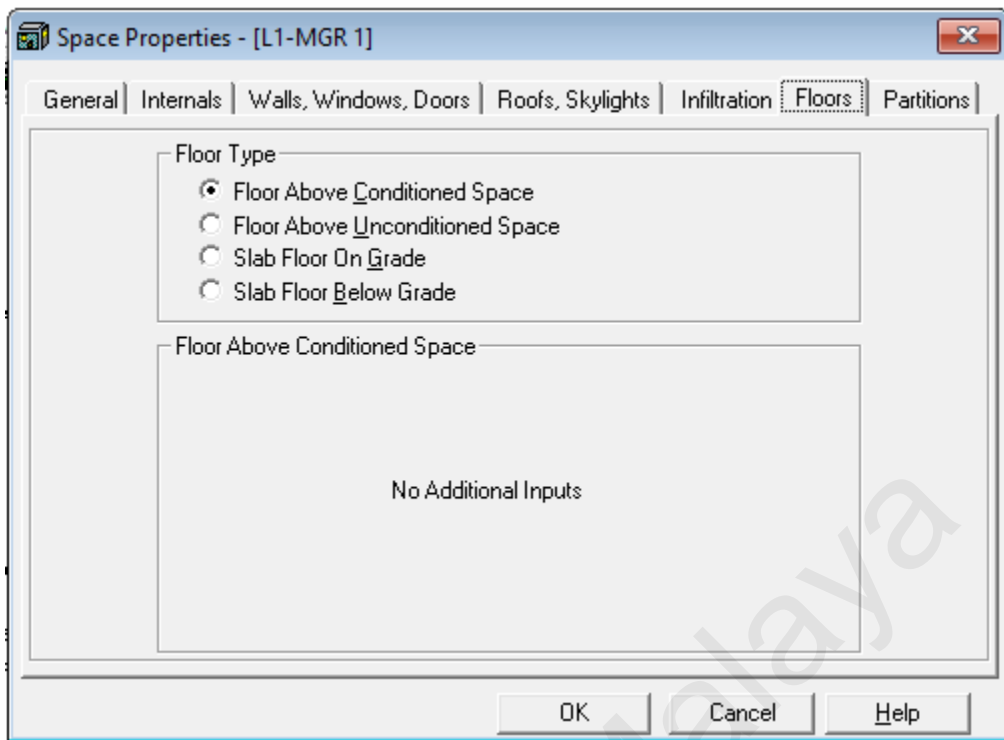 Space Properties - [L1-MGR 1]
General Internals Walls, Windows, Doors Roofs, Skylights Infiltration Floors Partitions
Floor Type
Floor Above Conditioned Space
Floor Above Unconditioned Space
Slab Floor On Grade
Slab Floor Below Grade
Floor Above Conditioned Space
No Additional Inputs
OK Cancel Help